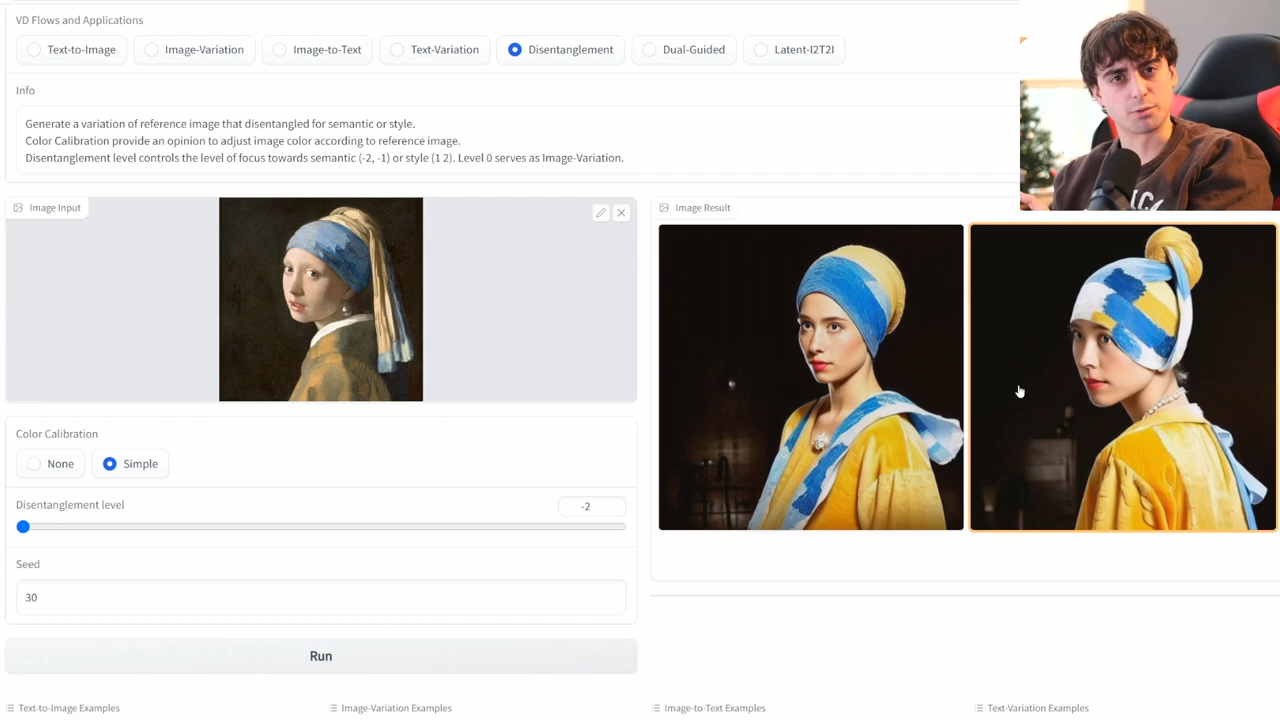 VD Flows and Applications
Text-to-Image
Image-Variation
Image-to-Text
Text-Variation
Disentanglement
Dual-Guided
Latent-I2T2I
Info
Generate a variation of reference image that disentangled for semantic or style.
Color Calibration provide an opinion to adjust image color according to reference image.
Disentanglement level controls the level of focus towards semantic (-2, -1) or style (1 2). Level 0 serves as Image-Variation.
Image Input
Image Result
Color Calibration
None
Simple
Disentanglement level
-2
Seed
30
Run
Text-to-Image Examples
Image-Variation Examples
Image-to-Text Examples
Text-Variation Examples